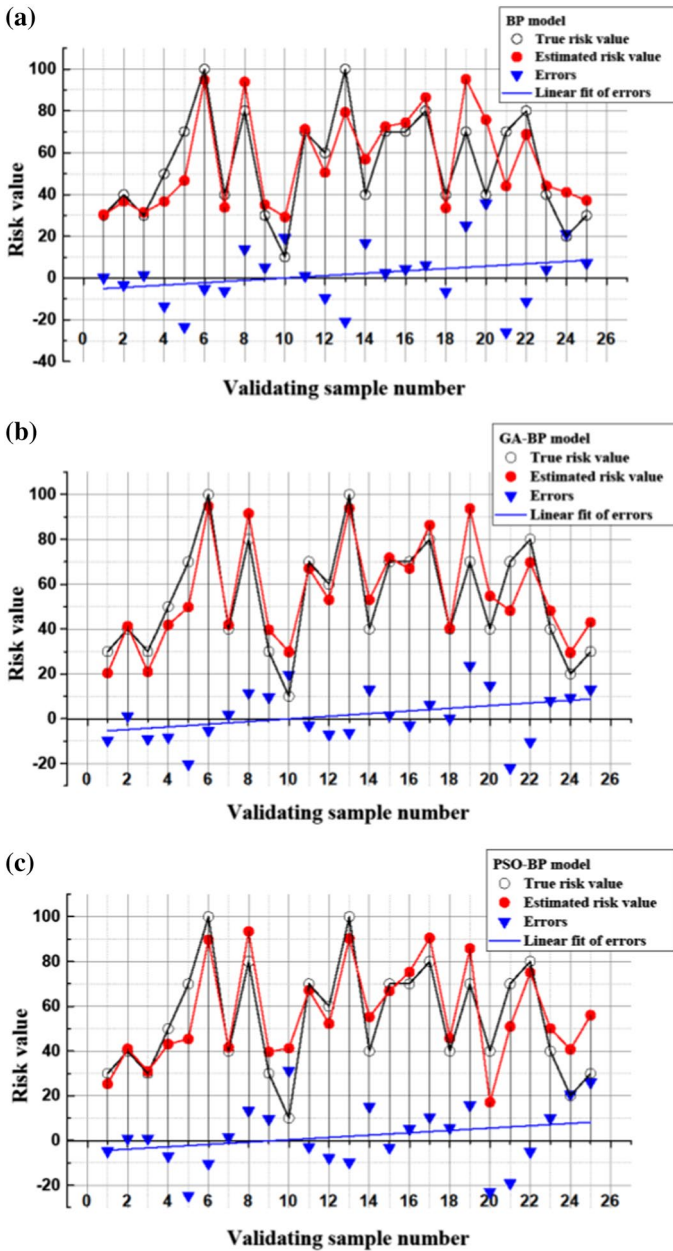 (a)
BP model
True risk value
Estimated risk value
Errors
Linear fit of errors
100
80
60
40
20
0
-20
-40
Risk value
0 2 4 6 8 10 12 14 16 18 20 22 24 26
Validating sample number
(b)
GA-BP model
True risk value
Estimated risk value
Errors
Linear fit of errors
100
80
60
40
20
0
-20
Risk value
0 2 4 6 8 10 12 14 16 18 20 22 24 26
Validating sample number
(c)
PSO-BP model
True risk value
Estimated risk value
Errors
Linear fit of errors
100
80
60
40
20
0
-20
Risk value
0 2 4 6 8 10 12 14 16 18 20 22 24 26
Validating sample number